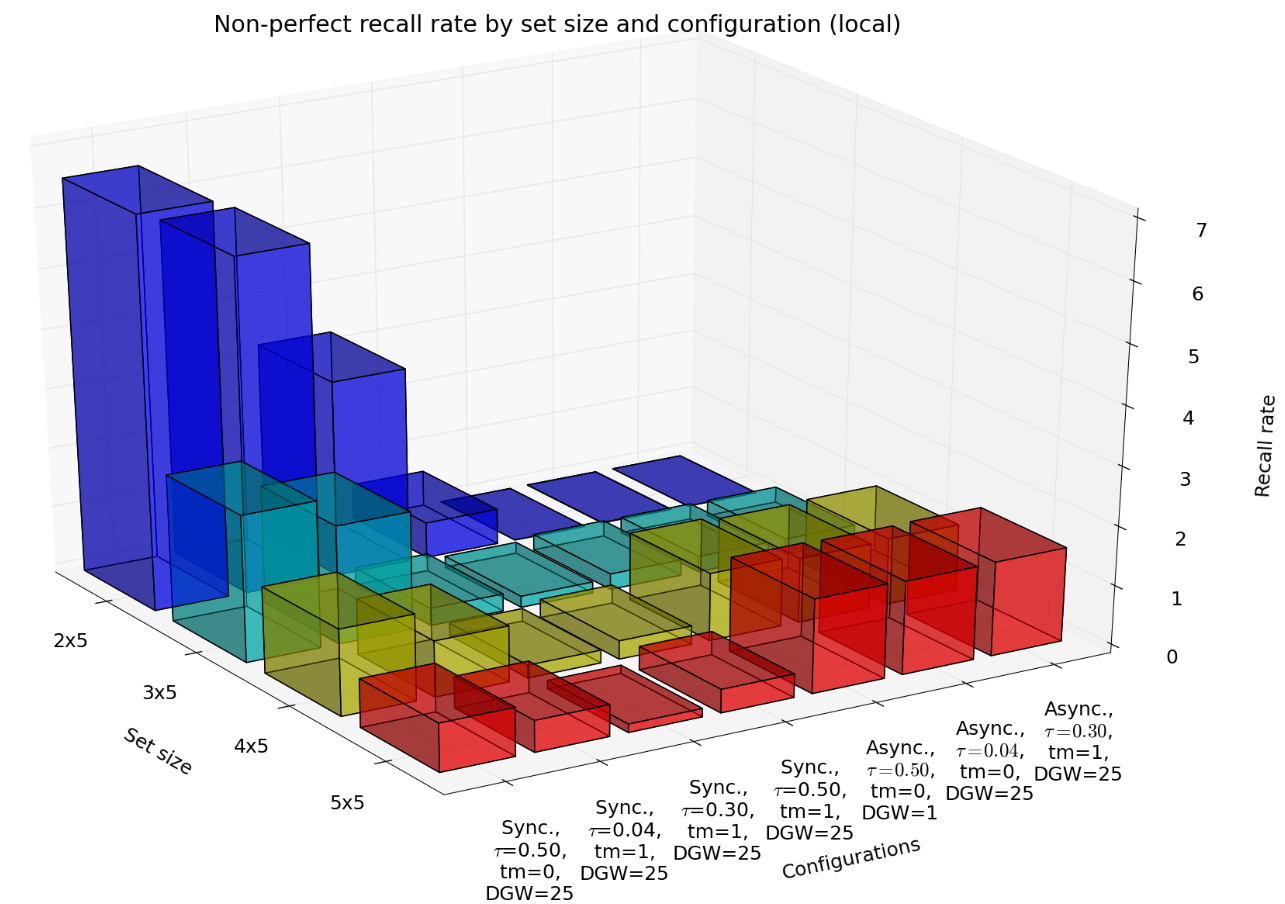 Non-perfect recall rate by set size and configuration (local)
7
6
5
4
3
2
1
0
Recall rate
2x5
3x5
4x5
5x5
Set size
Sync.,
τ=0.50,
tm=0,
DGW=25
Sync.,
τ=0.04,
tm=1,
DGW=25
Sync.,
τ=0.30,
tm=1,
DGW=25
Sync.,
τ=0.50,
tm=1,
DGW=25
Async.,
τ=0.50,
tm=0,
DGW=1
Async.,
τ=0.04,
tm=0,
DGW=25
Async.,
τ=0.30,
tm=1,
DGW=25
Configurations